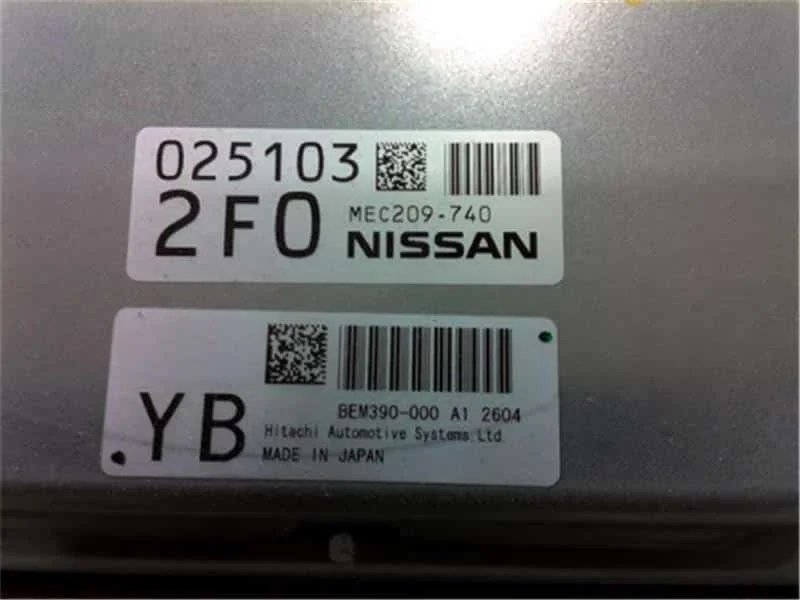 025103
2F0
MEC209-740
NISSAN
YB
BEM390-000 A1 2604
Hitachi Automotive Systems,Ltd.
MADE IN JAPAN